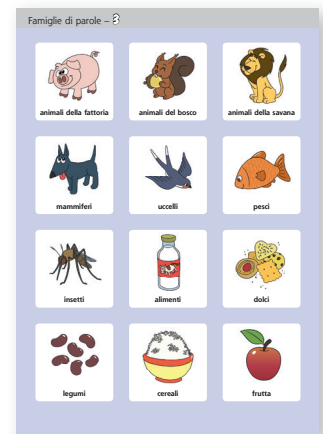 Famiglie di parole – 3
animali della fattoria
animali del bosco
animali della savana
mammiferi
uccelli
pesci
insetti
alimenti
dolci
legumi
cereali
frutta